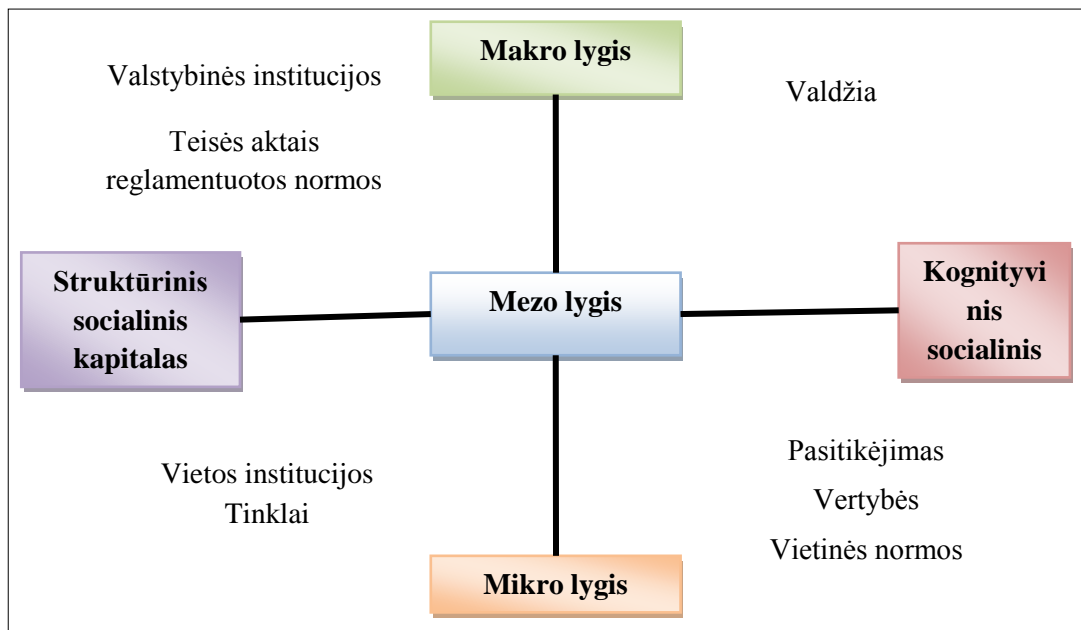 Makro lygis
Valstybinės institucijos
Valdžia
Teisės aktais
reglamentuotos normos
Struktūrinis
socialinis
kapitalas
Mezo lygis
Kognityvi
nis
socialinis
Vietos institucijos
Tinklai
Pasitikėjimas
Vertybės
Vietinės normos
Mikro lygis